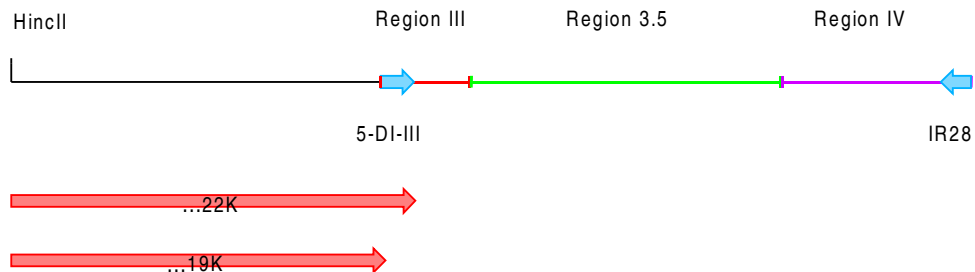 HincII
Region III
Region 3.5
Region IV
5-DI-III
IR28
...22K
...19K